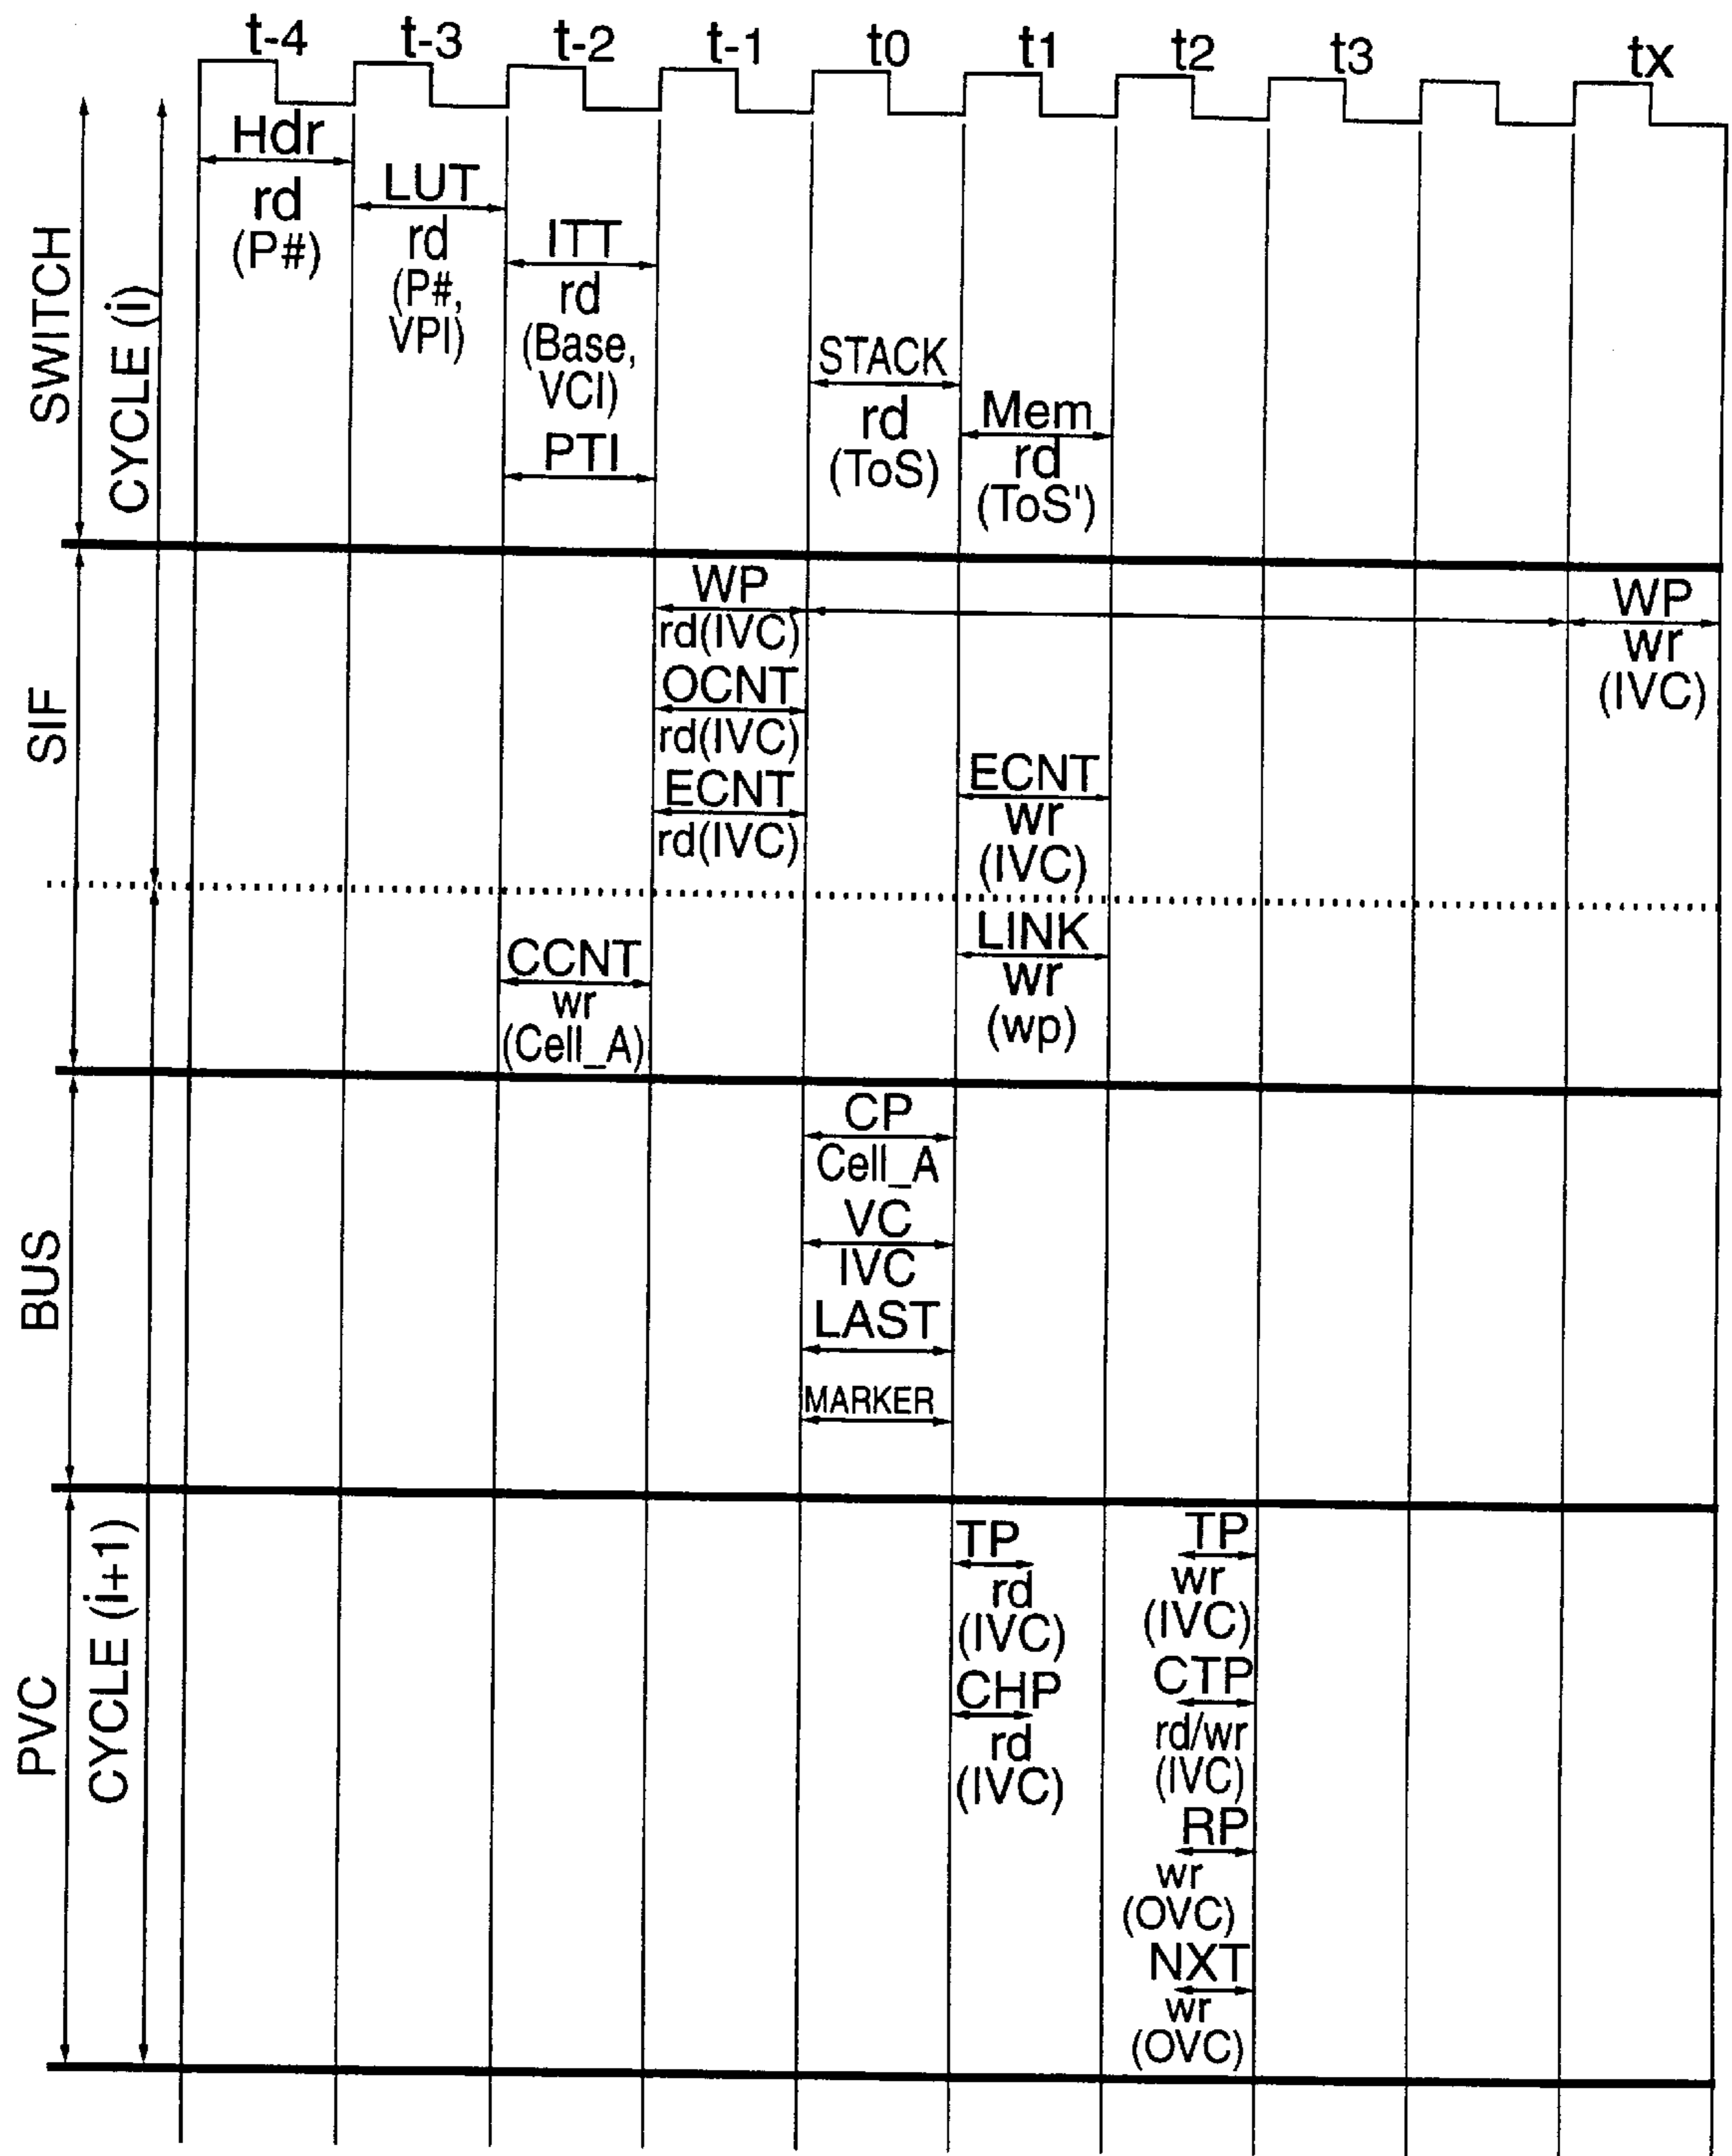 t-4 t-3 t-2 t-1 t0 t1 t2 t3 tx
SWITCH
CYCLE (i)
Hdr
rd
(P#)
LUT
rd
(P#,
VPI)
ITT
rd
(Base,
VCI)
PTI
STACK
rd
(ToS)
Mem
rd
(ToS')
SIF
WP
rd(IVC)
OCNT
rd(IVC)
ECNT
rd(IVC)
ECNT
wr
(IVC)
WP
wr
(IVC)
CCNT
wr
(Cell_A)
LINK
wr
(wp)
BUS
CP
Cell_A
VC
IVC
LAST
MARKER
PVC
CYCLE (i+1)
TP
rd
(IVC)
CHP
rd
(IVC)
TP
wr
(IVC)
CTP
rd/wr
(IVC)
RP
wr
(OVC)
NXT
wr
(OVC)